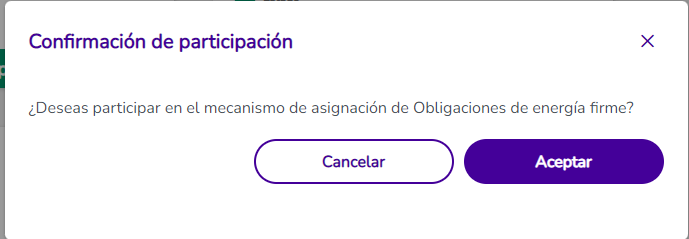 Confirmación de participación
¿Deseas participar en el mecanismo de asignación de Obligaciones de energía firme?
Cancelar
Aceptar